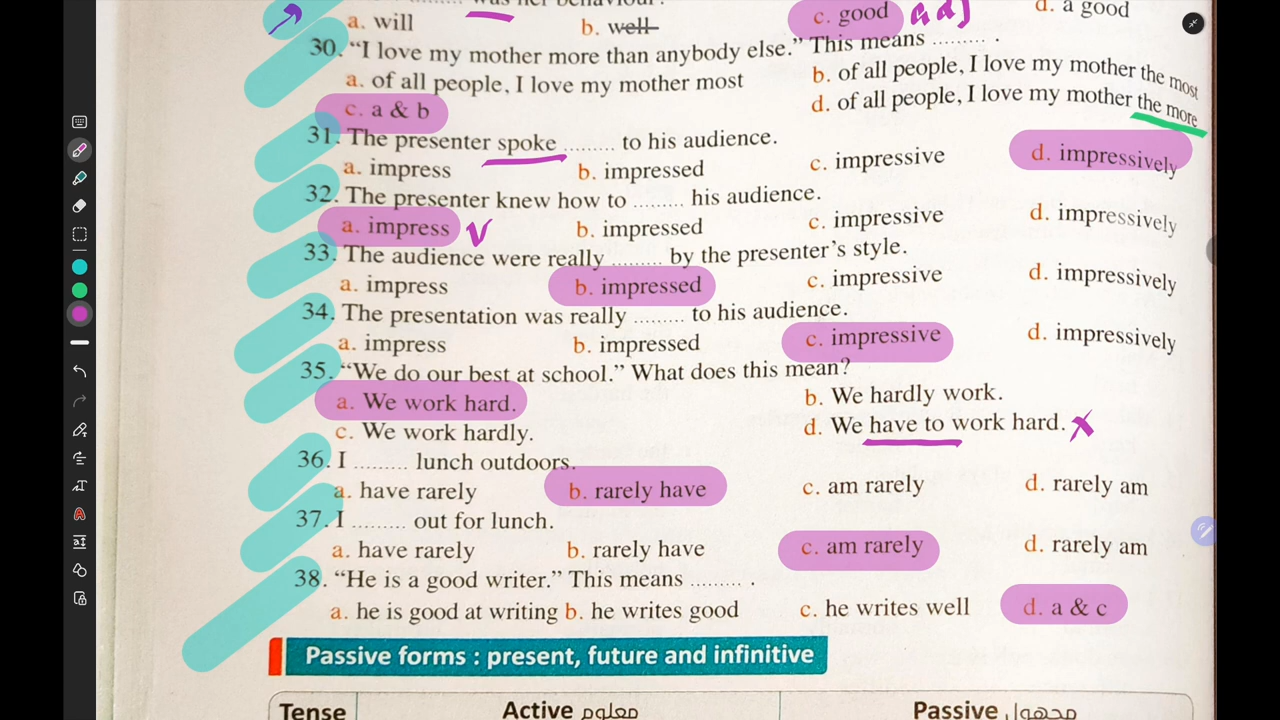 was her behaviour.
a. will b. well c. good adj d. a good
30. “I love my mother more than anybody else.” This means ......... .
a. of all people, I love my mother most b. of all people, I love my mother the most
c. a & b d. of all people, I love my mother the more
31. The presenter spoke ......... to his audience.
a. impress b. impressed c. impressive d. impressively
32. The presenter knew how to ........ his audience.
a. impress v b. impressed c. impressive d. impressively
33. The audience were really ......... by the presenter’s style.
a. impress b. impressed c. impressive d. impressively
34. The presentation was really ......... to his audience.
a. impress b. impressed c. impressive d. impressively
35. “We do our best at school.” What does this mean?
a. We work hard. b. We hardly work.
c. We work hardly. d. We have to work hard. x
36. I ......... lunch outdoors.
a. have rarely b. rarely have c. am rarely d. rarely am
37. I ......... out for lunch.
a. have rarely b. rarely have c. am rarely d. rarely am
38. “He is a good writer.” This means ......... .
a. he is good at writing b. he writes good c. he writes well d. a & c
Passive forms : present, future and infinitive
Tense Active معلوم Passive مجهول